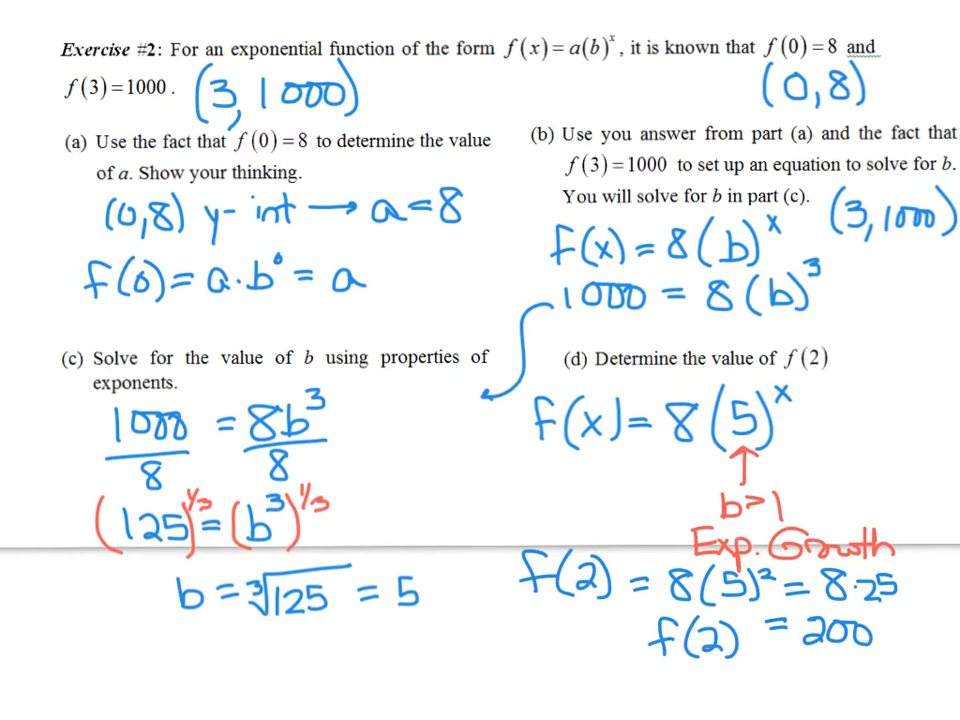 Exercise #2: For an exponential function of the form f(x)=a(b)^x, it is known that f(0)=8 and
f(3)=1000.
(3, 1000)
(0,8)
(a) Use the fact that f(0)=8 to determine the value
of a. Show your thinking.
(0,8) y-int → a=8
f(0)= a·b^0 = a
(b) Use you answer from part (a) and the fact that
f(3)=1000 to set up an equation to solve for b.
You will solve for b in part (c).
(3,1000)
f(x) = 8(b)^x
1000 = 8(b)^3
(c) Solve for the value of b using properties of
exponents.
1000/8 = 8b^3/8
(125)^1/3 = (b^3)^1/3
b = ∛125 = 5
(d) Determine the value of f(2)
f(x) = 8(5)^x
↑
b>1
Exp. Growth
f(2) = 8(5)^2 = 8·25
f(2) = 200